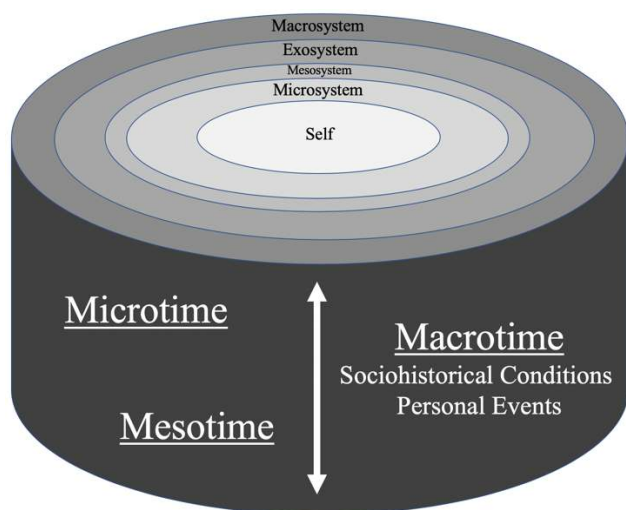 Macrosystem
Exosystem
Mesosystem
Microsystem
Self
Microtime
Mesotime
Macrotime
Sociohistorical Conditions
Personal Events